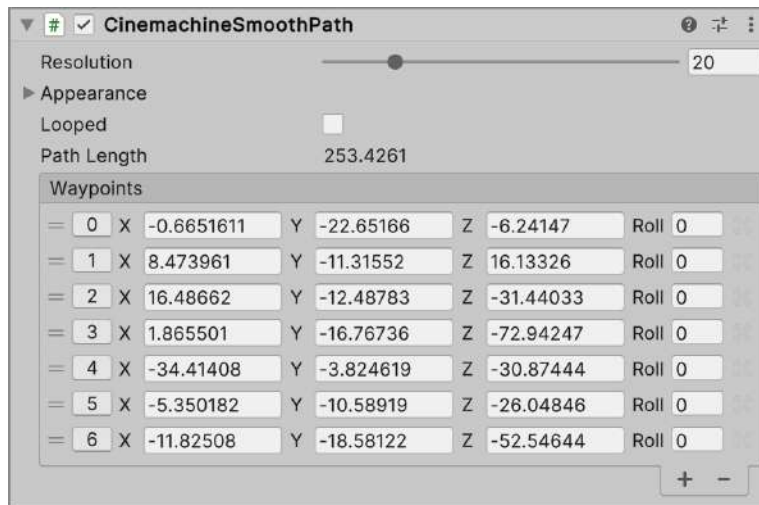 # CinemachineSmoothPath
Resolution 20
Appearance
Looped
Path Length 253.4261
Waypoints
0 X -0.6651611 Y -22.65166 Z -6.24147 Roll 0
1 X 8.473961 Y -11.31552 Z 16.13326 Roll 0
2 X 16.48662 Y -12.48783 Z -31.44033 Roll 0
3 X 1.865501 Y -16.76736 Z -72.94247 Roll 0
4 X -34.41408 Y -3.824619 Z -30.87444 Roll 0
5 X -5.350182 Y -10.58919 Z -26.04846 Roll 0
6 X -11.82508 Y -18.58122 Z -52.54644 Roll 0
+ −